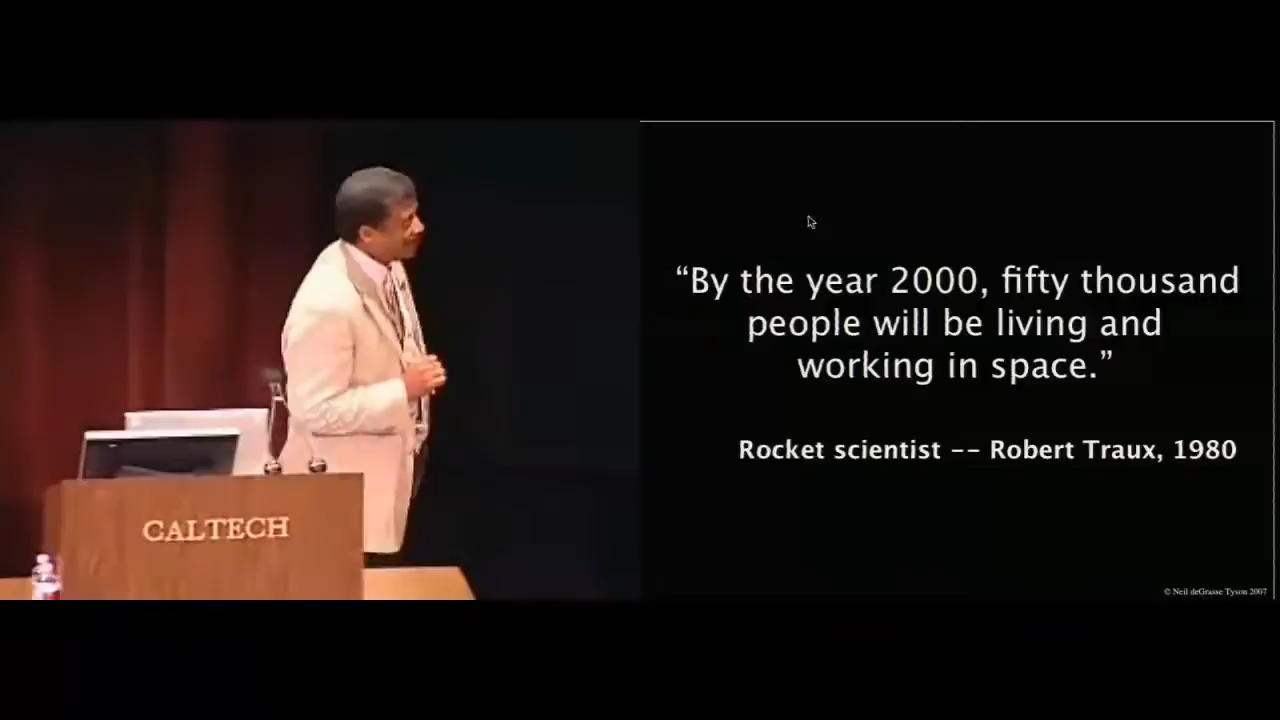 CALTECH
“By the year 2000, fifty thousand
people will be living and
working in space.”
Rocket scientist -- Robert Traux, 1980
© Neil deGrasse Tyson 2007